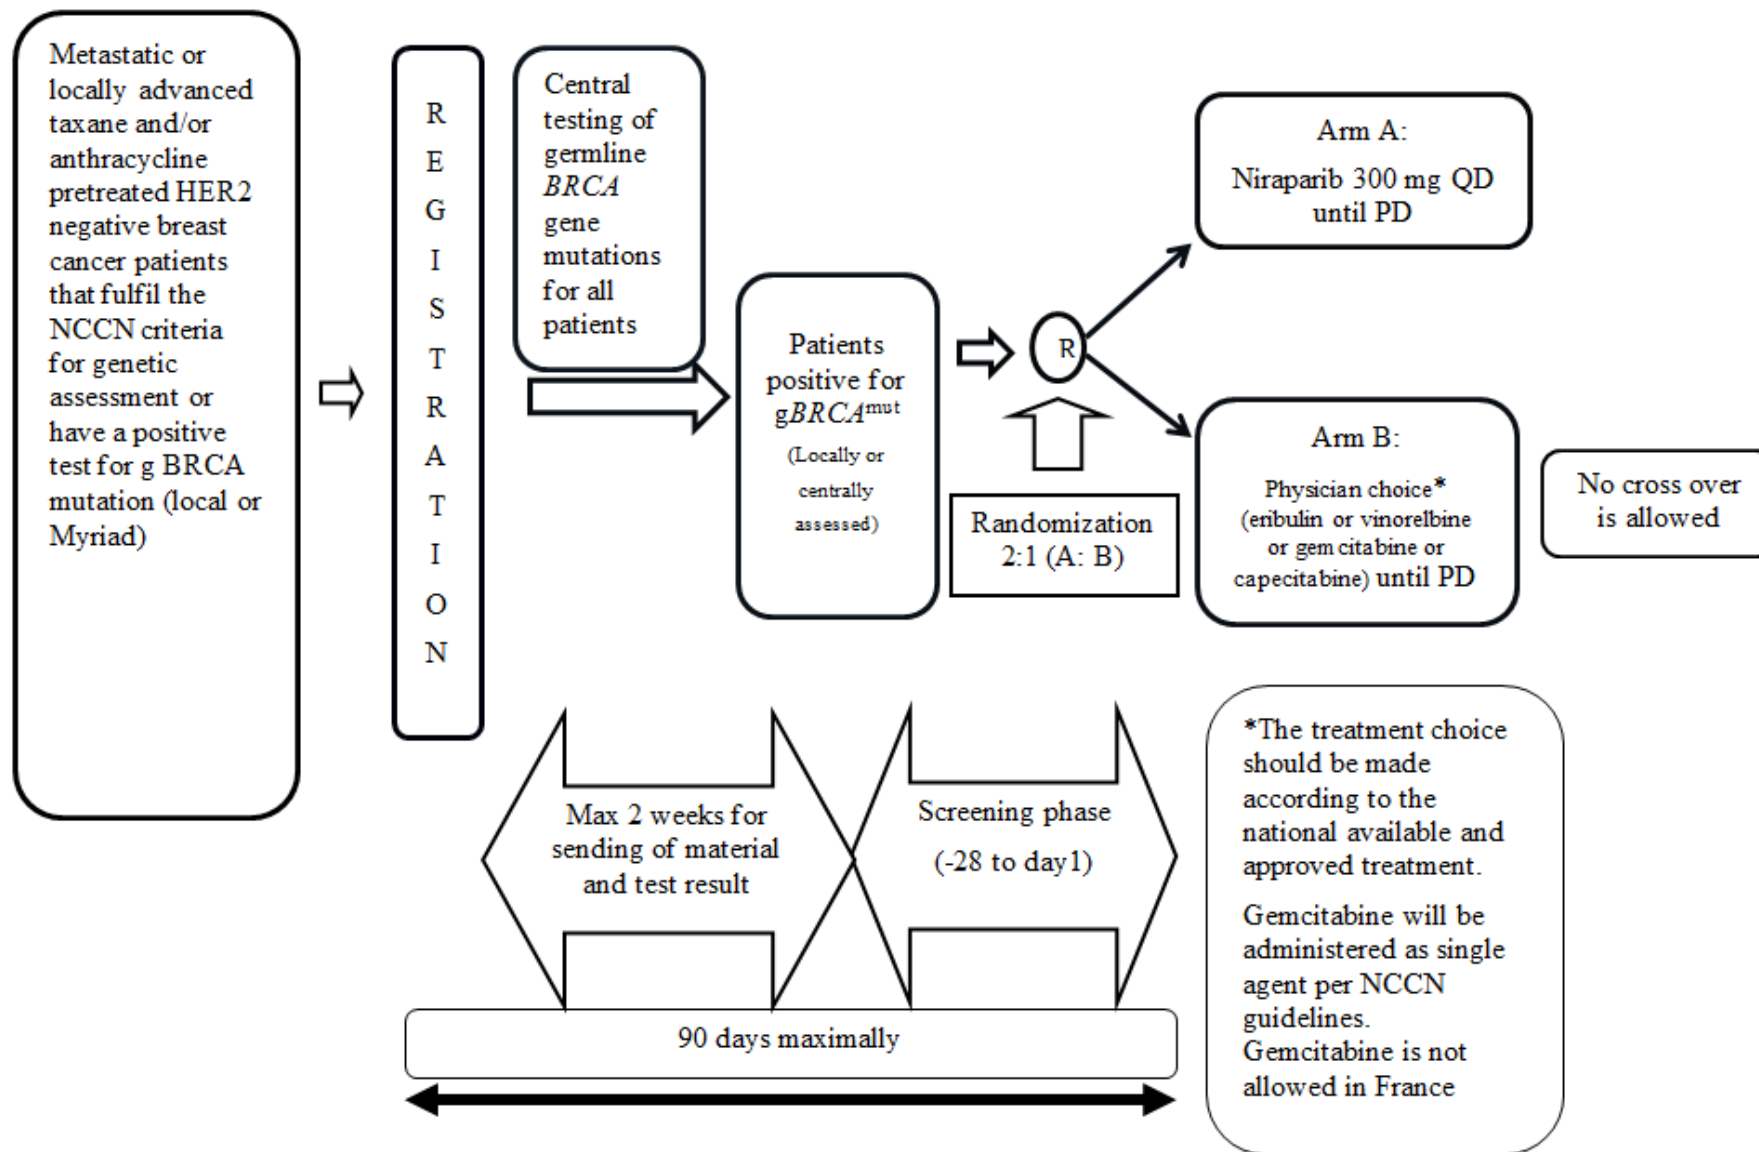 Metastatic or
locally advanced
taxane and/or
anthracycline
pretreated HER2
negative breast
cancer patients
that fulfil the
NCCN criteria
for genetic
assessment or
have a positive
test for g BRCA
mutation (local or
Myriad)
R
E
G
I
S
T
R
A
T
I
O
N
Central
testing of
germline
BRCA
gene
mutations
for all
patients
Patients
positive for
gBRCAmut
(Locally or
centrally
assessed)
R
Randomization
2:1 (A: B)
Arm A:
Niraparib 300 mg QD
until PD
Arm B:
Physician choice*
(eribulin or vinorelbine
or gemcitabine or
capecitabine) until PD
No cross over
is allowed
Max 2 weeks for
sending of material
and test result
Screening phase
(-28 to day1)
90 days maximally
*The treatment choice
should be made
according to the
national available and
approved treatment.
Gemcitabine will be
administered as single
agent per NCCN
guidelines.
Gemcitabine is not
allowed in France